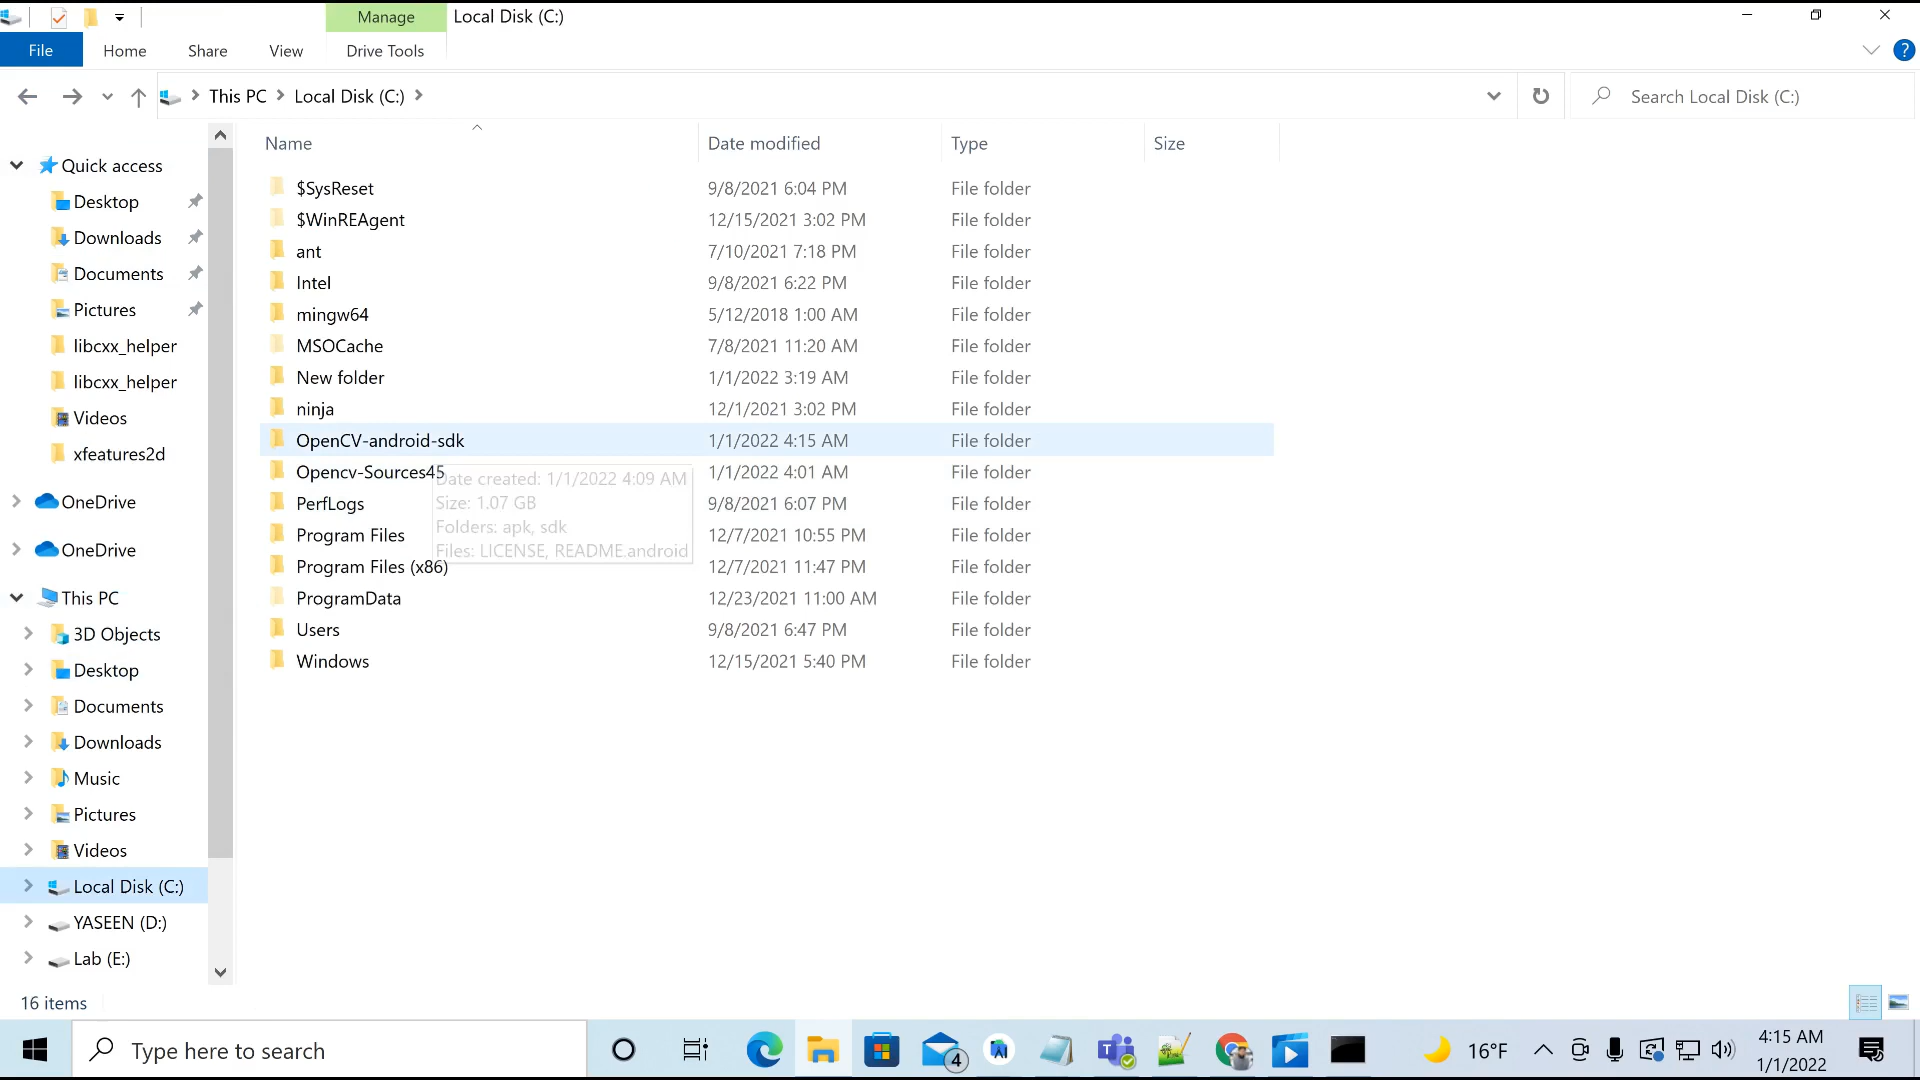 Manage
Local Disk (C:)
File
Home
Share
View
Drive Tools
?
This PC
Local Disk (C:)
Search Local Disk (C:)
Name
Date modified
Type
Size
Quick access
Desktop
Downloads
Documents
Pictures
libcxx_helper
libcxx_helper
Videos
xfeatures2d
OneDrive
OneDrive
This PC
3D Objects
Desktop
Documents
Downloads
Music
Pictures
Videos
Local Disk (C:)
YASEEN (D:)
Lab (E:)
$SysReset 9/8/2021 6:04 PM File folder
$WinREAgent 12/15/2021 3:02 PM File folder
ant 7/10/2021 7:18 PM File folder
Intel 9/8/2021 6:22 PM File folder
mingw64 5/12/2018 1:00 AM File folder
MSOCache 7/8/2021 11:20 AM File folder
New folder 1/1/2022 3:19 AM File folder
ninja 12/1/2021 3:02 PM File folder
OpenCV-android-sdk 1/1/2022 4:15 AM File folder
Opencv-Sources45 1/1/2022 4:01 AM File folder
PerfLogs 9/8/2021 6:07 PM File folder
Program Files 12/7/2021 10:55 PM File folder
Program Files (x86) 12/7/2021 11:47 PM File folder
ProgramData 12/23/2021 11:00 AM File folder
Users 9/8/2021 6:47 PM File folder
Windows 12/15/2021 5:40 PM File folder
Date created: 1/1/2022 4:09 AM
Size: 1.07 GB
Folders: apk, sdk
Files: LICENSE, README.android
16 items
Type here to search
4
16°F
4:15 AM
1/1/2022